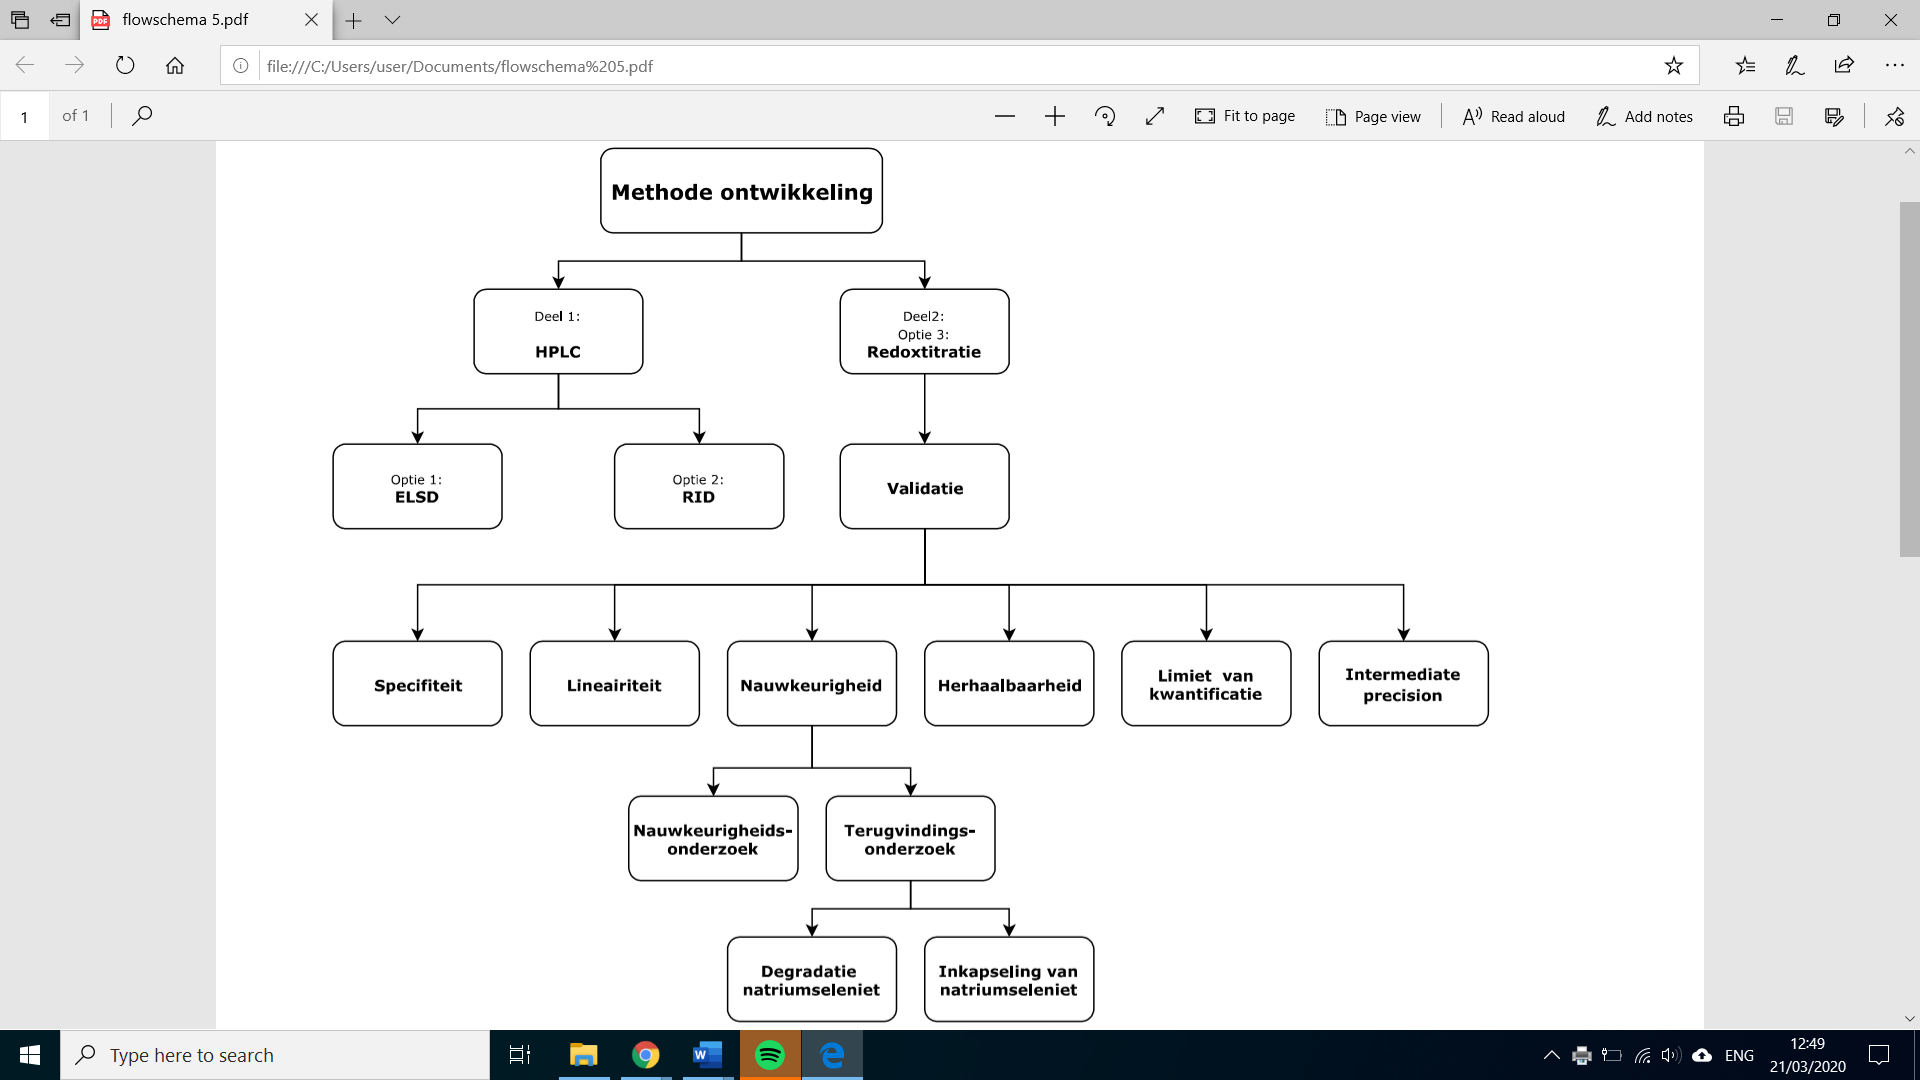 flowschema 5.pdf
file:///C:/Users/user/Documents/flowschema%205.pdf
1 of 1
Fit to page
Page view
Read aloud
Add notes
Methode ontwikkeling
Deel 1:
HPLC
Deel2:
Optie 3:
Redoxtitratie
Optie 1:
ELSD
Optie 2:
RID
Validatie
Specifiteit
Lineairiteit
Nauwkeurigheid
Herhaalbaarheid
Limiet van
kwantificatie
Intermediate
precision
Nauwkeurigheids-
onderzoek
Terugvindings-
onderzoek
Degradatie
natriumseleniet
Inkapseling van
natriumseleniet
Type here to search
ENG
12:49
21/03/2020